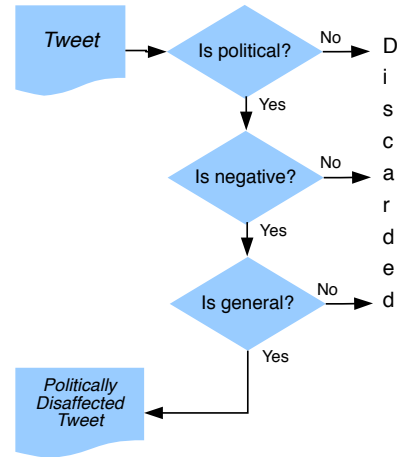 Tweet
Is political?
No
Yes
Is negative?
No
Yes
Is general?
No
Yes
Politically
Disaffected
Tweet
D
i
s
c
a
r
d
e
d